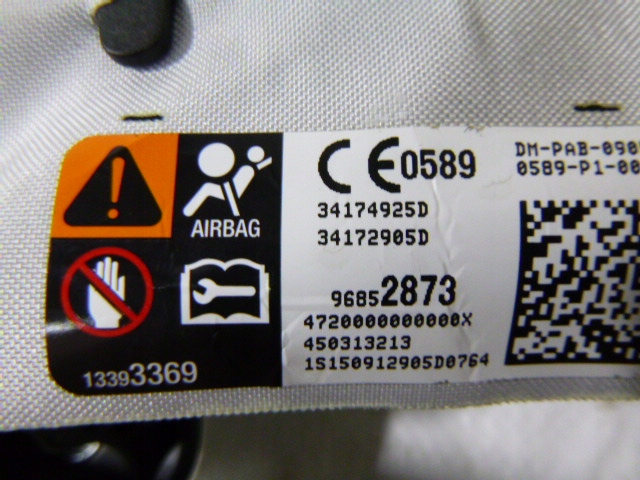 AIRBAG
13393369
CE0589
34174925D
34172905D
96852873
4720000000000X
450313213
1S150912905D0764
DM-PAB-090
0589-P1-00